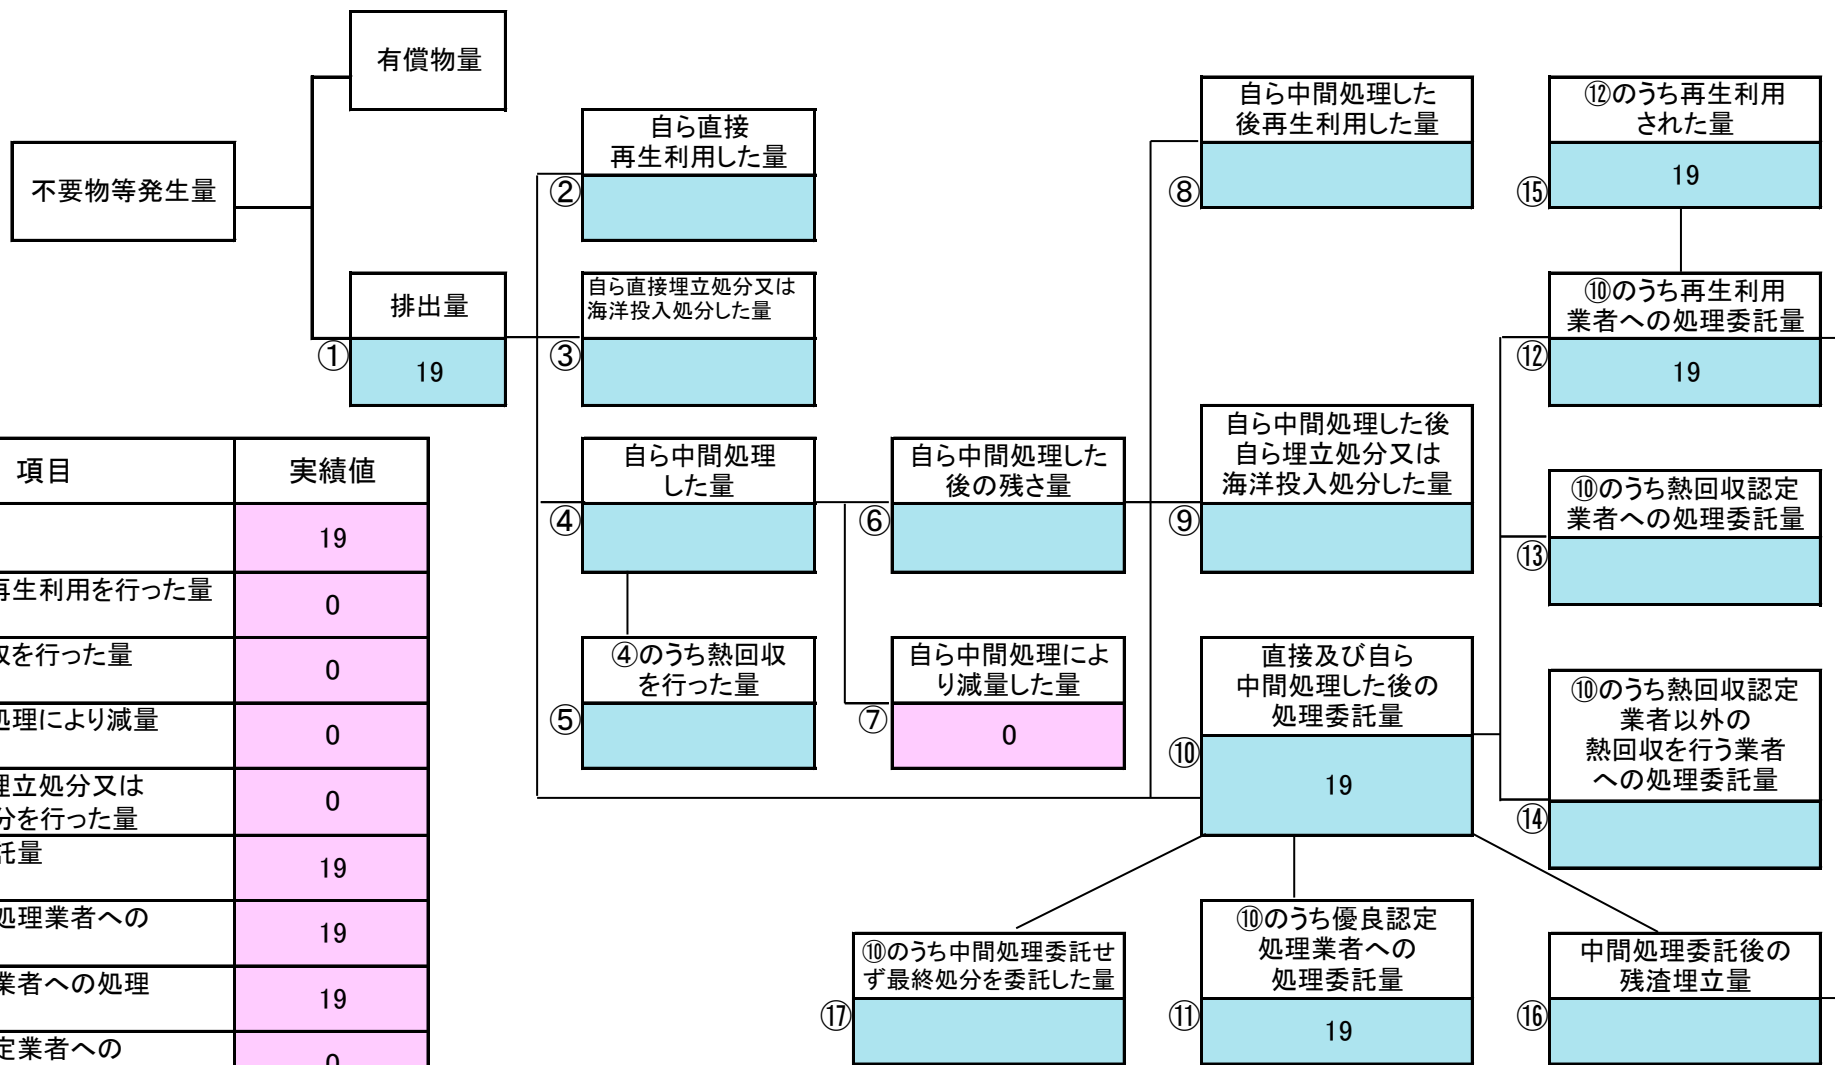 有償物量
不要物等発生量
排出量
①
19
自ら直接
再生利用した量
②
自ら直接埋立処分又は
海洋投入処分した量
③
自ら中間処理
した量
④
④のうち熱回収
を行った量
⑤
自ら中間処理した
後の残さ量
⑥
自ら中間処理によ
り減量した量
⑦
0
自ら中間処理した
後再生利用した量
⑧
自ら中間処理した後
自ら埋立処分又は
海洋投入処分した量
⑨
直接及び自ら
中間処理した後の
処理委託量
⑩
19
⑩のうち優良認定
処理業者への
処理委託量
⑪
19
⑫のうち再生利用
された量
⑮
19
⑩のうち再生利用
業者への処理委託量
⑫
19
⑩のうち熱回収認定
業者への処理委託量
⑬
⑩のうち熱回収認定
業者以外の
熱回収を行う業者
への処理委託量
⑭
中間処理委託後の
残渣埋立量
⑯
⑩のうち中間処理委託せ
ず最終処分を委託した量
⑰
項目 実績値
19
再生利用を行った量 0
を行った量 0
処理により減量 0
埋立処分又は
分を行った量 0
託量 19
処理業者への 19
業者への処理 19
定業者への 0